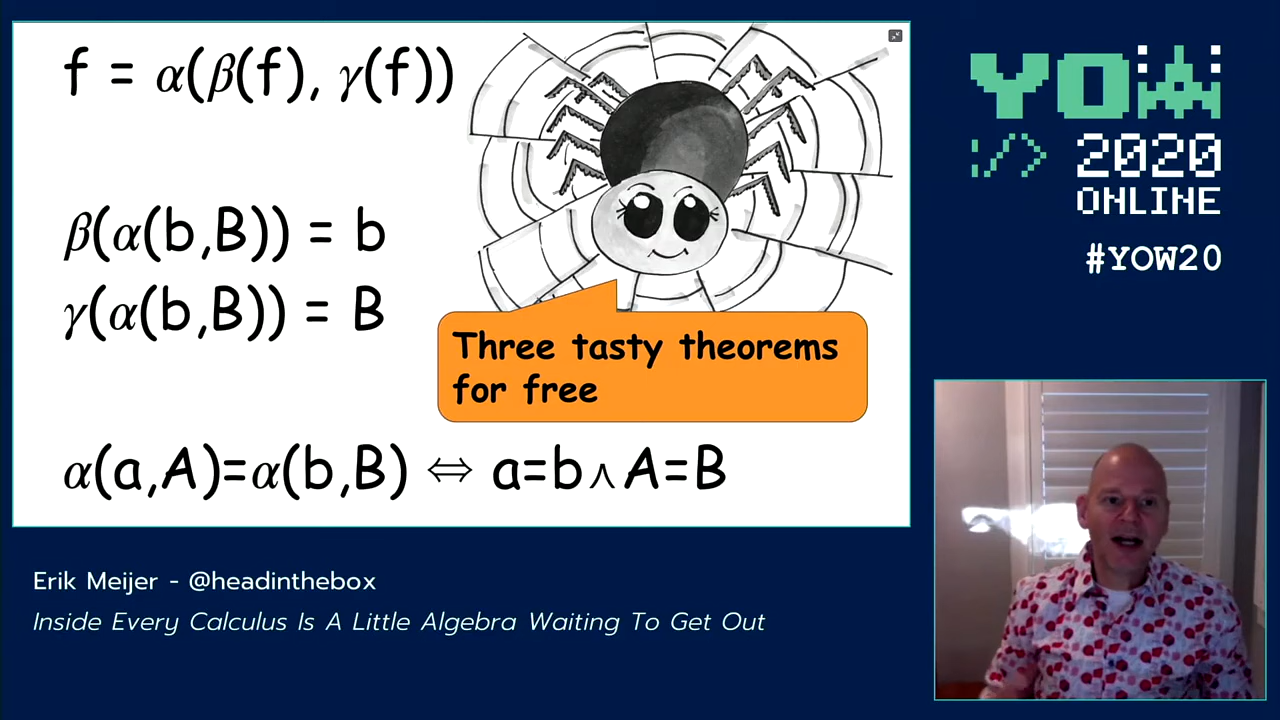 f = α(β(f), γ(f))
β(α(b,B)) = b
γ(α(b,B)) = B
Three tasty theorems
for free
α(a,A)=α(b,B) ⇔ a=b∧A=B
YOW
:/> 2020
ONLINE
#YOW20
Erik Meijer - @headinthebox
Inside Every Calculus Is A Little Algebra Waiting To Get Out